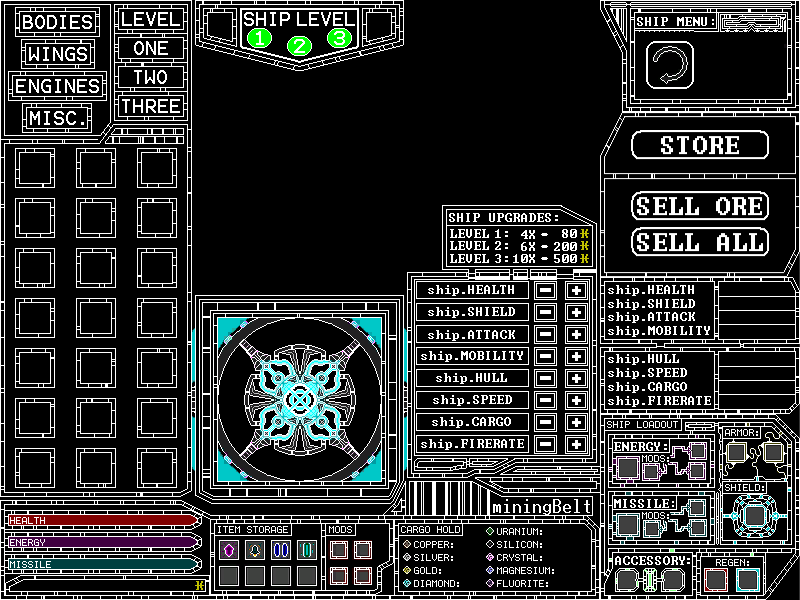 BODIES
WINGS
ENGINES
MISC.
LEVEL
ONE
TWO
THREE
SHIP LEVEL
1 2 3
SHIP MENU:
STORE
SELL ORE
SELL ALL
SHIP UPGRADES:
LEVEL 1: 4X - 80
LEVEL 2: 6X - 200
LEVEL 3: 10X - 500
ship.HEALTH - +
ship.SHIELD - +
ship.ATTACK - +
ship.MOBILITY - +
ship.HULL - +
ship.SPEED - +
ship.CARGO - +
ship.FIRERATE - +
ship.HEALTH
ship.SHIELD
ship.ATTACK
ship.MOBILITY
ship.HULL
ship.SPEED
ship.CARGO
ship.FIRERATE
SHIP LOADOUT
ENERGY:
MODS:
ARMOR:
MISSILE:
MODS:
SHIELD:
ACCESSORY:
REGEN:
miningBelt
HEALTH
ENERGY
MISSILE
ITEM STORAGE
MODS
CARGO HOLD
COPPER:
SILVER:
GOLD:
DIAMOND:
URANIUM:
SILICON:
CRYSTAL:
MAGNESIUM:
FLUORITE: